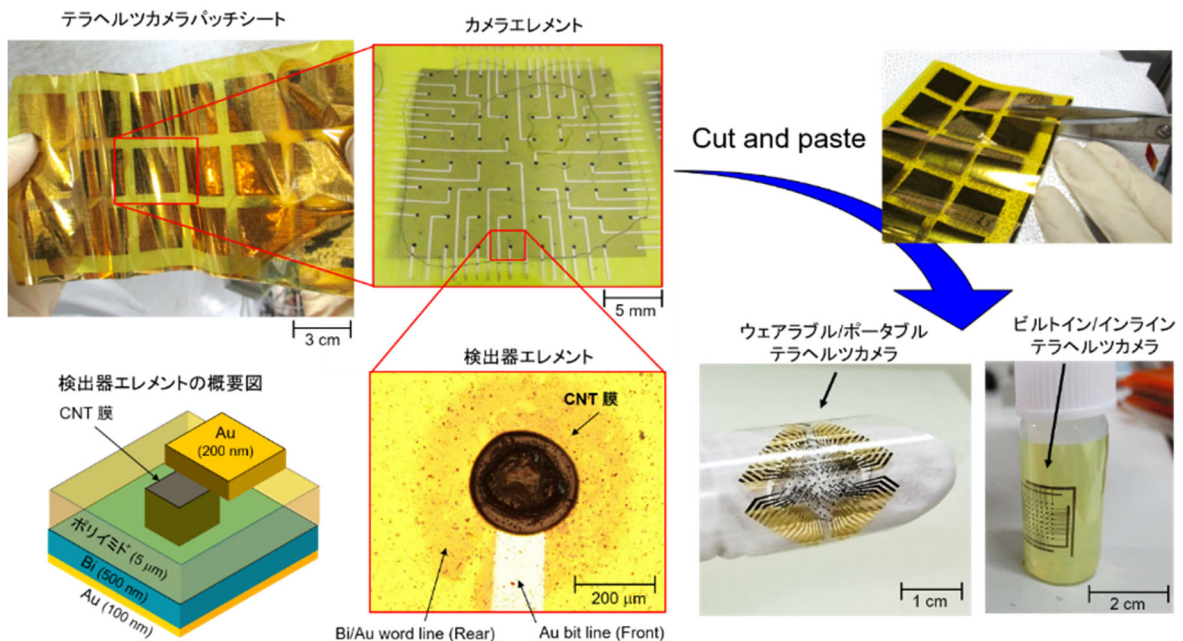 テラヘルツカメラパッチシート
カメラエレメント
Cut and paste
3 cm
5 mm
検出器エレメントの概要図
CNT 膜
Au
(200 nm)
ポリイミド (5 μm)
Bi (500 nm)
Au (100 nm)
検出器エレメント
CNT 膜
200 μm
Bi/Au word line (Rear)
Au bit line (Front)
ウェアラブル/ポータブル
テラヘルツカメラ
1 cm
ビルトイン/インライン
テラヘルツカメラ
2 cm